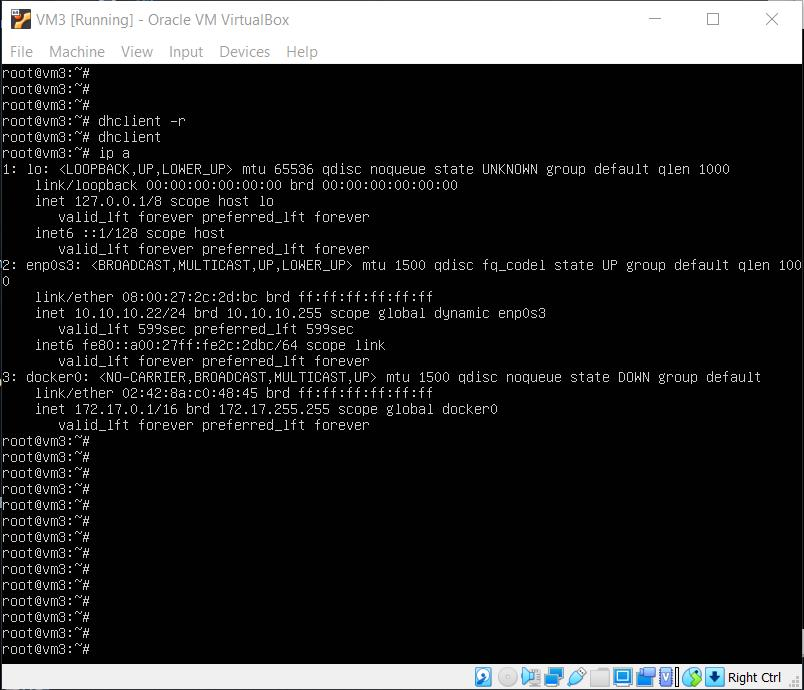 VM3 [Running] - Oracle VM VirtualBox
File Machine View Input Devices Help
root@vm3:~#
root@vm3:~#
root@vm3:~#
root@vm3:~# dhclient -r
root@vm3:~# dhclient
root@vm3:~# ip a
1: lo: <LOOPBACK,UP,LOWER_UP> mtu 65536 qdisc noqueue state UNKNOWN group default qlen 1000
    link/loopback 00:00:00:00:00:00 brd 00:00:00:00:00:00
    inet 127.0.0.1/8 scope host lo
       valid_lft forever preferred_lft forever
    inet6 ::1/128 scope host
       valid_lft forever preferred_lft forever
2: enp0s3: <BROADCAST,MULTICAST,UP,LOWER_UP> mtu 1500 qdisc fq_codel state UP group default qlen 100
0
    link/ether 08:00:27:2c:2d:bc brd ff:ff:ff:ff:ff:ff
    inet 10.10.10.22/24 brd 10.10.10.255 scope global dynamic enp0s3
       valid_lft 599sec preferred_lft 599sec
    inet6 fe80::a00:27ff:fe2c:2dbc/64 scope link
       valid_lft forever preferred_lft forever
3: docker0: <NO-CARRIER,BROADCAST,MULTICAST,UP> mtu 1500 qdisc noqueue state DOWN group default
    link/ether 02:42:8a:c0:48:45 brd ff:ff:ff:ff:ff:ff
    inet 172.17.0.1/16 brd 172.17.255.255 scope global docker0
       valid_lft forever preferred_lft forever
root@vm3:~#
root@vm3:~#
root@vm3:~#
root@vm3:~#
root@vm3:~#
root@vm3:~#
root@vm3:~#
root@vm3:~#
root@vm3:~#
root@vm3:~#
root@vm3:~#
root@vm3:~#
root@vm3:~#
root@vm3:~#
Right Ctrl